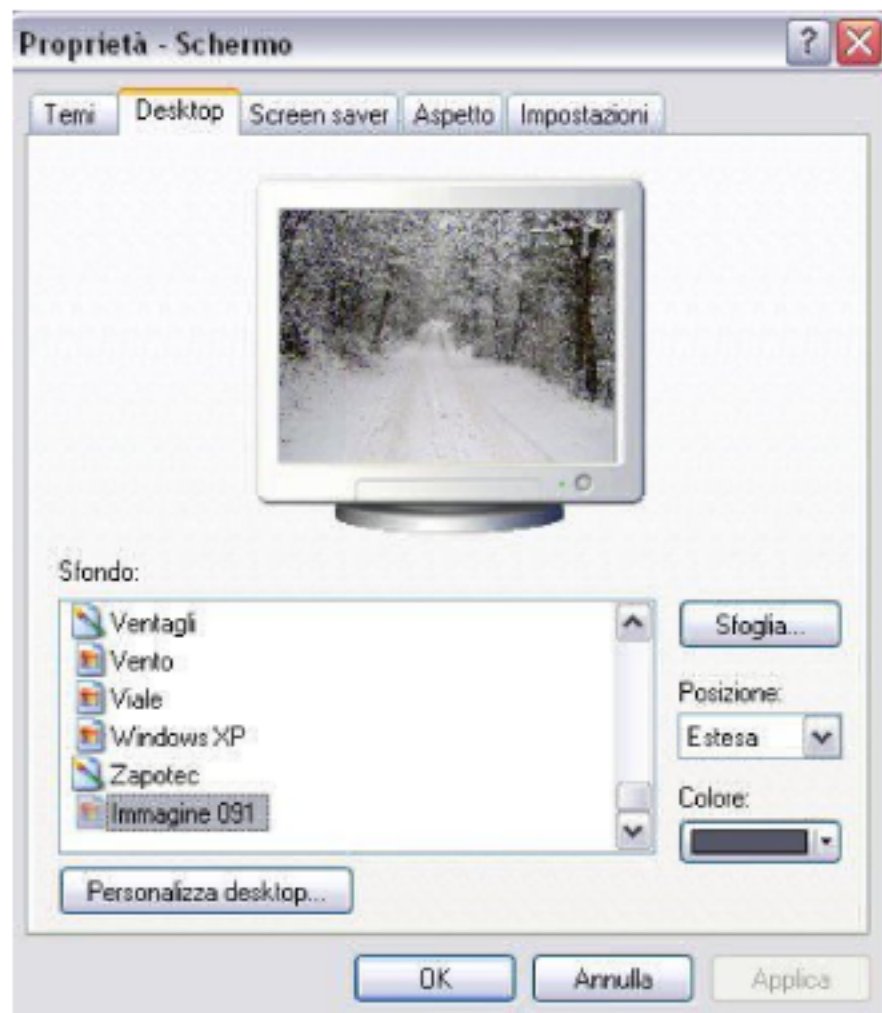 Proprietà - Schermo
Temi Desktop Screen saver Aspetto Impostazioni
Sfondo:
Ventagli
Vento
Viale
Windows XP
Zapotec
Immagine 091
Sfoglia...
Posizione:
Estesa
Colore:
Personalizza desktop...
OK Annulla Applica